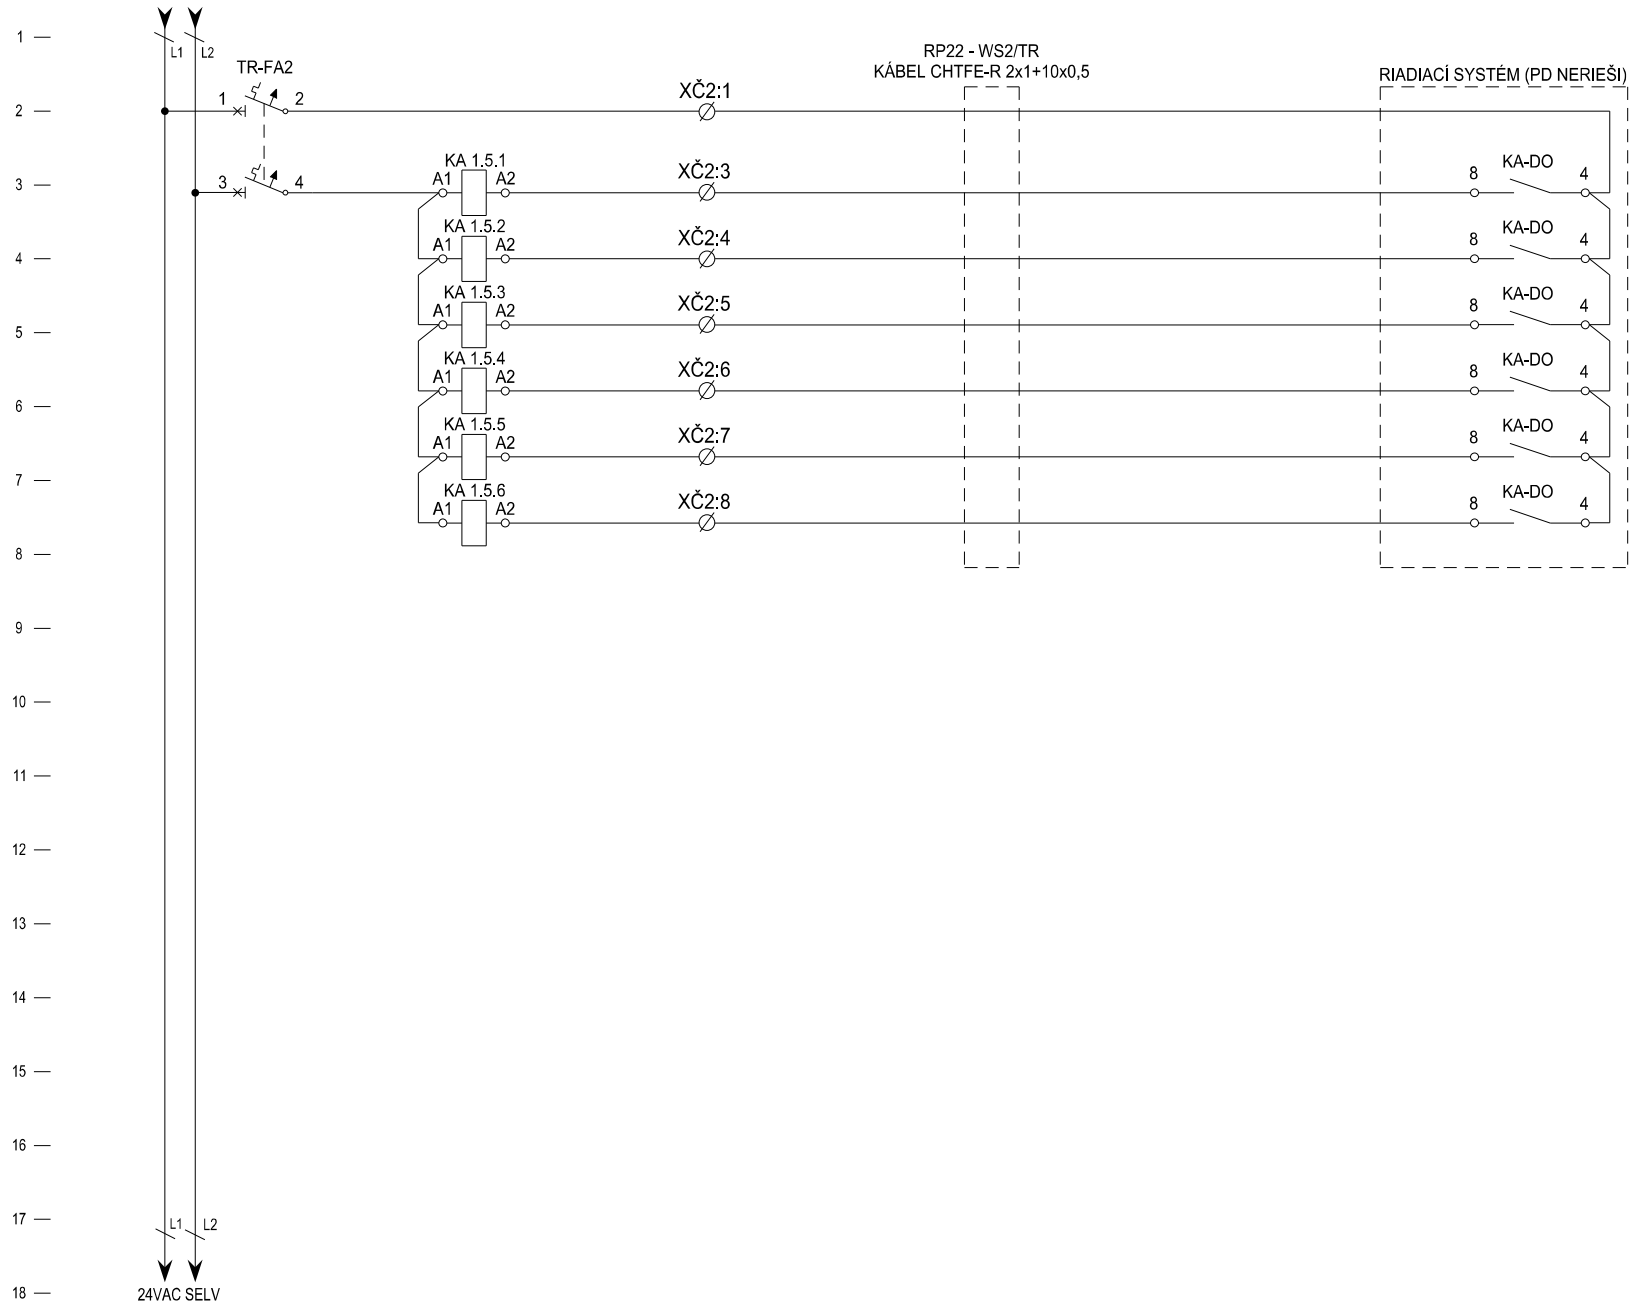 1
L1 L2
RP22 - WS2/TR
TR-FA2
KÁBEL CHTFE-R 2x1+10x0,5
RIADIACÍ SYSTÉM (PD NERIEŠI)
2 1 2 XČ2:1
KA 1.5.1
3 3 4 A1 A2 XČ2:3 8 KA-DO 4
KA 1.5.2
4 A1 A2 XČ2:4 8 KA-DO 4
KA 1.5.3
5 A1 A2 XČ2:5 8 KA-DO 4
KA 1.5.4
A1 A2 XČ2:6 8 KA-DO 4
6
KA 1.5.5
A1 A2 XČ2:7 8 KA-DO 4
7
KA 1.5.6
A1 A2 XČ2:8 8 KA-DO 4
8
9
10
11
12
13
14
15
16
17
L1 L2
18 24VAC SELV